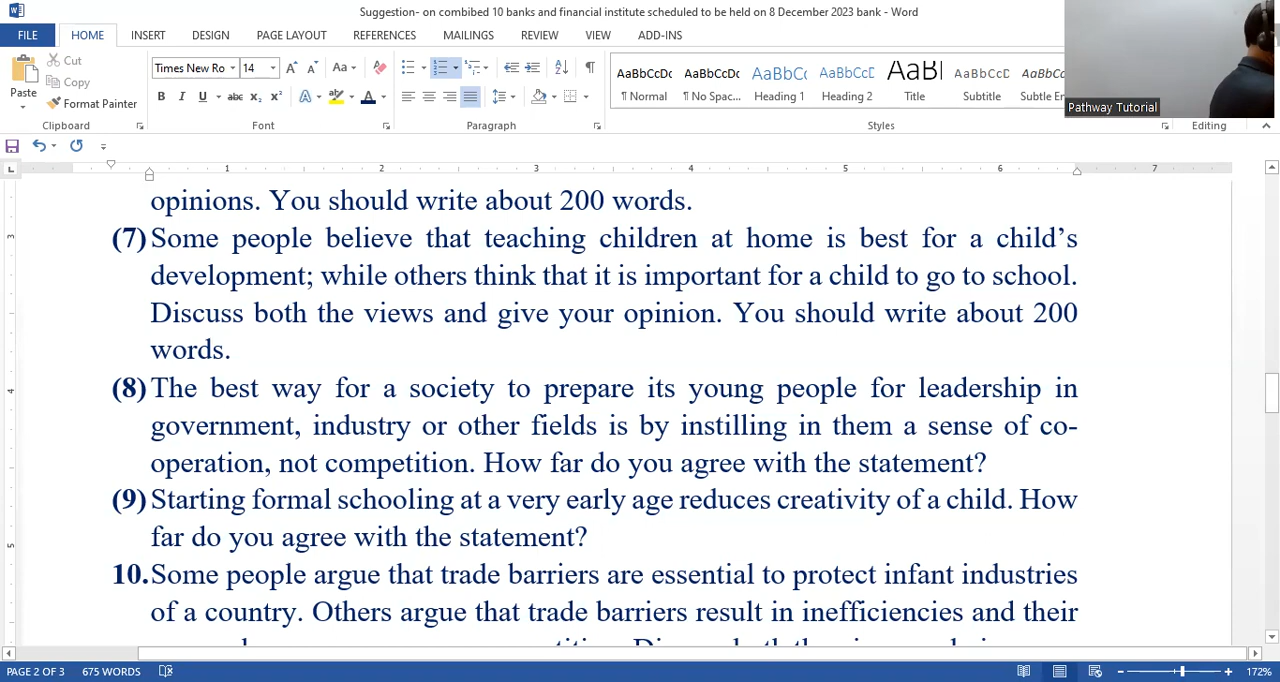 Suggestion- on combibed 10 banks and financial institute scheduled to be held on 8 December 2023 bank - Word
FILE HOME INSERT DESIGN PAGE LAYOUT REFERENCES MAILINGS REVIEW VIEW ADD-INS
Cut
Copy
Paste
Format Painter
Times New Ro 14
AaBbCcDc AaBbCcDc AaBbCc AaBbCcD AaBl AaBbCcD AaBbCcDc
¶ Normal ¶ No Spac... Heading 1 Heading 2 Title Subtitle Subtle Em
Pathway Tutorial
Clipboard Font Paragraph Styles Editing
1 2 3 4 5 6 7
opinions. You should write about 200 words.
(7) Some people believe that teaching children at home is best for a child's
development; while others think that it is important for a child to go to school.
Discuss both the views and give your opinion. You should write about 200
words.
(8) The best way for a society to prepare its young people for leadership in
government, industry or other fields is by instilling in them a sense of co-
operation, not competition. How far do you agree with the statement?
(9) Starting formal schooling at a very early age reduces creativity of a child. How
far do you agree with the statement?
10. Some people argue that trade barriers are essential to protect infant industries
of a country. Others argue that trade barriers result in inefficiencies and their
PAGE 2 OF 3 675 WORDS 172%